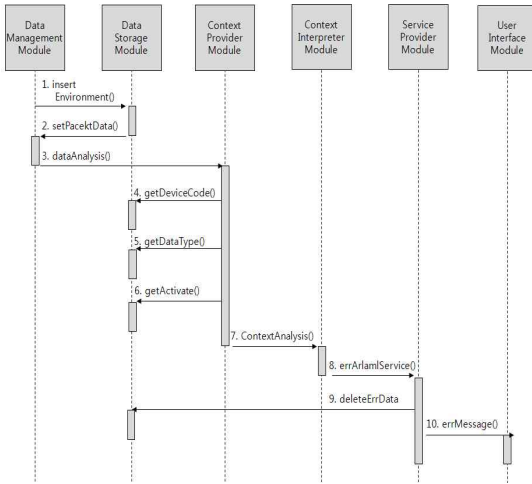 Data
Management
Module
Data
Storage
Module
Context
Provider
Module
Context
Interpreter
Module
Service
Provider
Module
User
Interface
Module
1. insert
Environment()
2. setPacektData()
3. dataAnalysis()
4. getDeviceCode()
5. getDataType()
6. getActivate()
7. ContextAnalysis()
8. errArlamlService()
9. deleteErrData
10. errMessage()